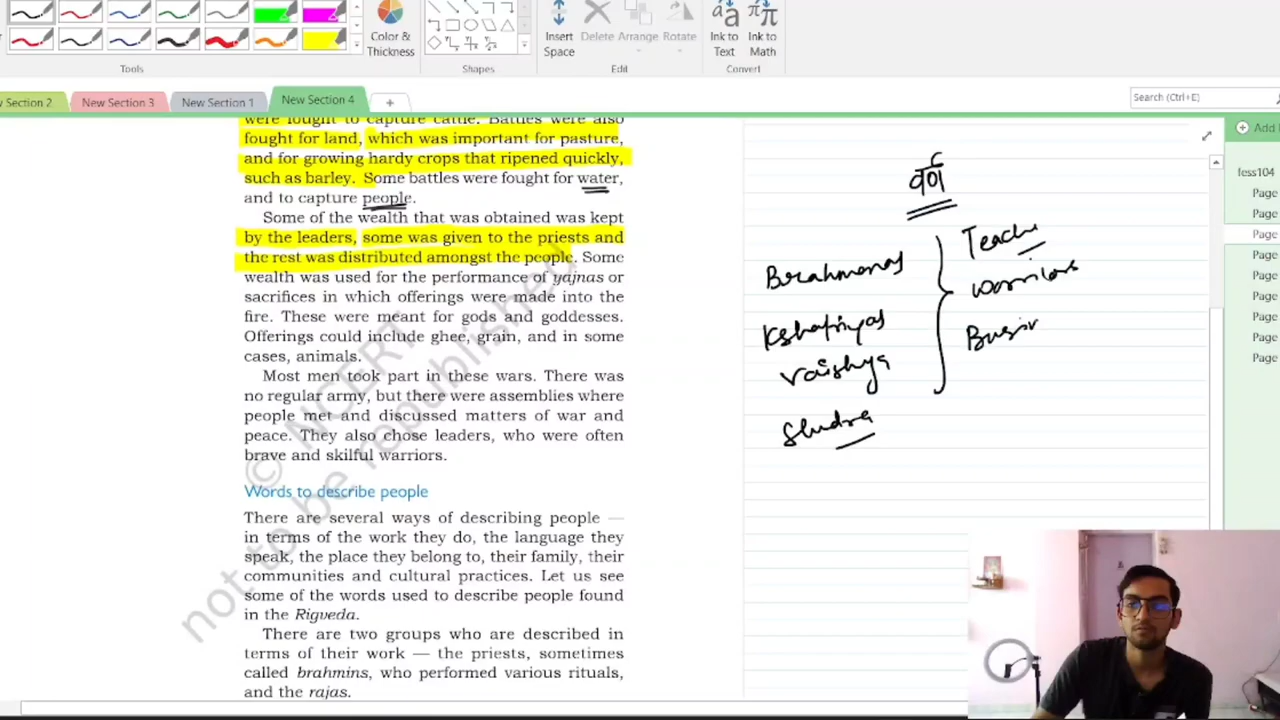 Color &
Thickness
Insert
Space
Delete
Arrange
Rotate
Ink to
Text
Ink to
Math
Tools
Shapes
Edit
Convert
w Section 2
New Section 3
New Section 1
New Section 4
+
Search (Ctrl+E)
Add
fess104
Page
Page
Page
Page
Page
Page
Page
Page
Page
were fought to capture cattle. Battles were also
fought for land, which was important for pasture,
and for growing hardy crops that ripened quickly,
such as barley. Some battles were fought for water,
and to capture people.
Some of the wealth that was obtained was kept
by the leaders, some was given to the priests and
the rest was distributed amongst the people. Some
wealth was used for the performance of yajnas or
sacrifices in which offerings were made into the
fire. These were meant for gods and goddesses.
Offerings could include ghee, grain, and in some
cases, animals.
Most men took part in these wars. There was
no regular army, but there were assemblies where
people met and discussed matters of war and
peace. They also chose leaders, who were often
brave and skilful warriors.
Words to describe people
There are several ways of describing people —
in terms of the work they do, the language they
speak, the place they belong to, their family, their
communities and cultural practices. Let us see
some of the words used to describe people found
in the Rigveda.
There are two groups who are described in
terms of their work — the priests, sometimes
called brahmins, who performed various rituals,
and the rajas.
© NCERT
not to be republished
वर्ण
Brahmanas
Kshatriyas
Vaishya
Shudra
Teache
warriors
Busin